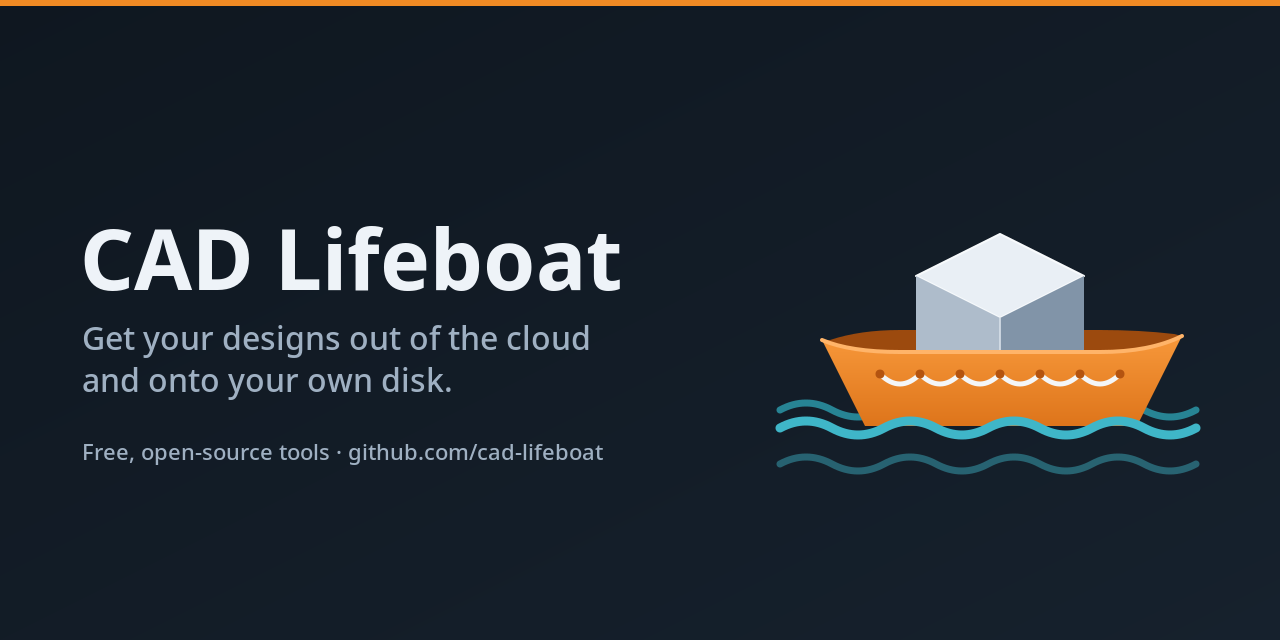 CAD Lifeboat
Get your designs out of the cloud
and onto your own disk.
Free, open-source tools · github.com/cad-lifeboat